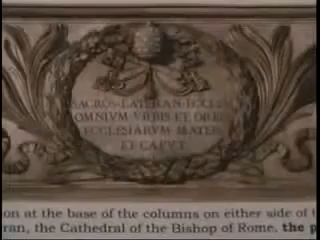 SACROS·LATERAN·ECCLES
OMNIVM VRBIS ET ORBIS
ECCLESIARVM MATER
ET CAPVT
on at the base of the columns on either side of t
ran, the Cathedral of the Bishop of Rome, the p